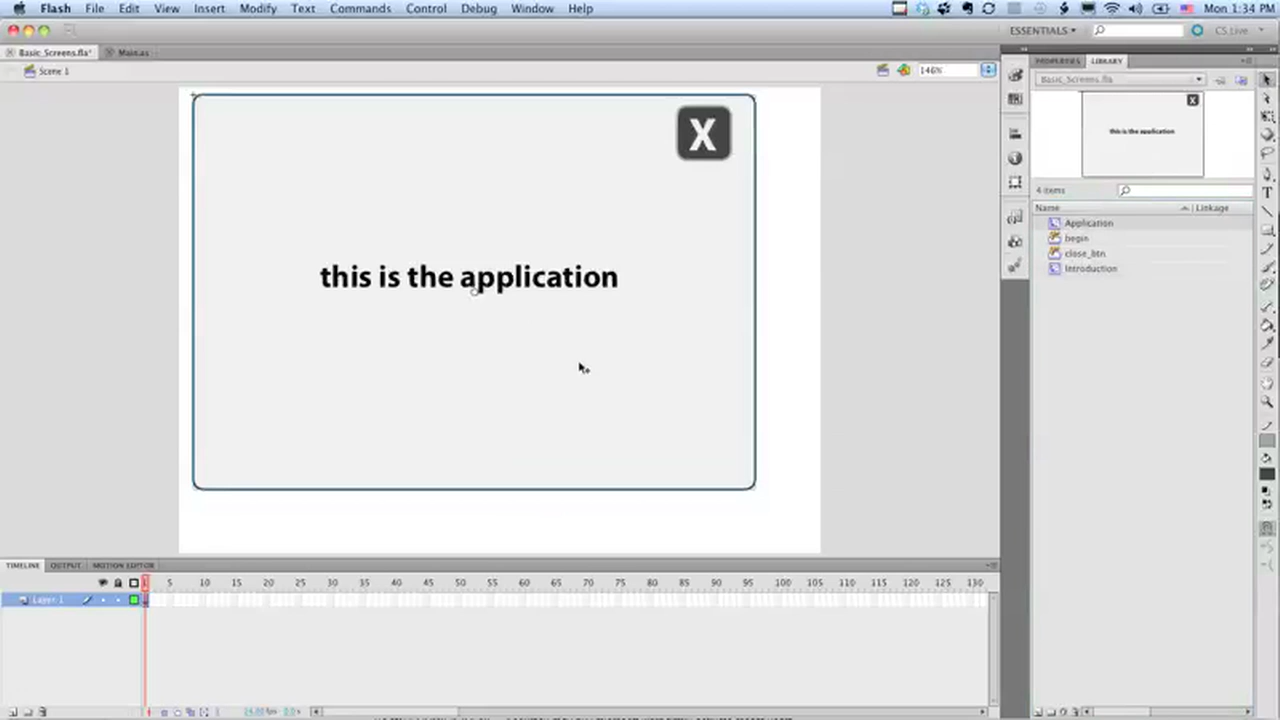 Flash File Edit View Insert Modify Text Commands Control Debug Window Help Mon 1:34 PM
ESSENTIALS CS Live
Basic_Screens.fla* Main.as
Scene 1 146%
PROPERTIES LIBRARY
Basic_Screens.fla
X
this is the application
4 items
Name Linkage
Application
begin
close_btn
Introduction
X
this is the application
TIMELINE OUTPUT MOTION EDITOR
1 5 10 15 20 25 30 35 40 45 50 55 60 65 70 75 80 85 90 95 100 105 110 115 120 125 130
Layer 1